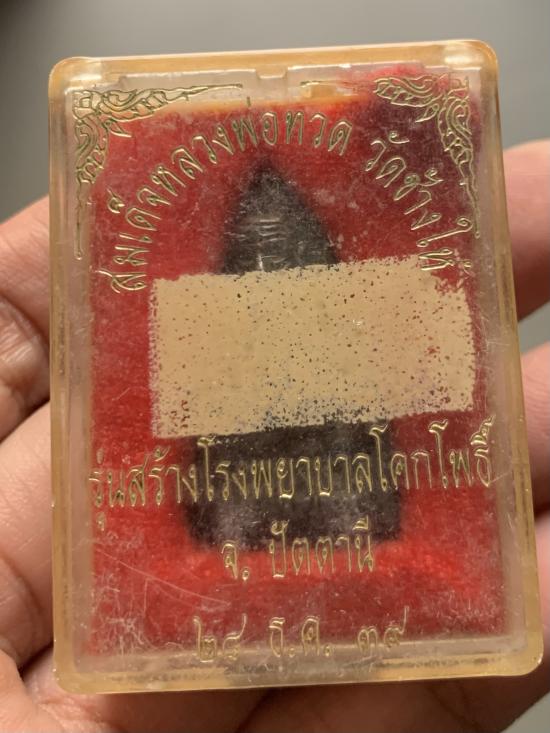 สมเด็จหลวงพ่อทวด วัดช้างให้
รุ่นสร้างโรงพยาบาลโคกโพธิ์
จ. ปัตตานี
๒๘ ธ.ค. ๓๙